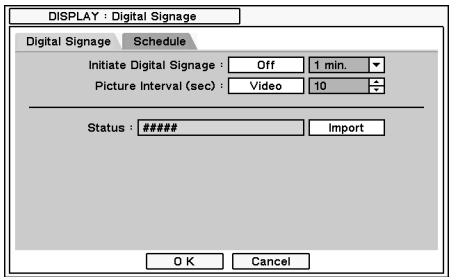 DISPLAY : Digital Signage
Digital Signage Schedule
Initiate Digital Signage : Off 1 min.
Picture Interval (sec) : Video 10
Status : ##### Import
OK Cancel